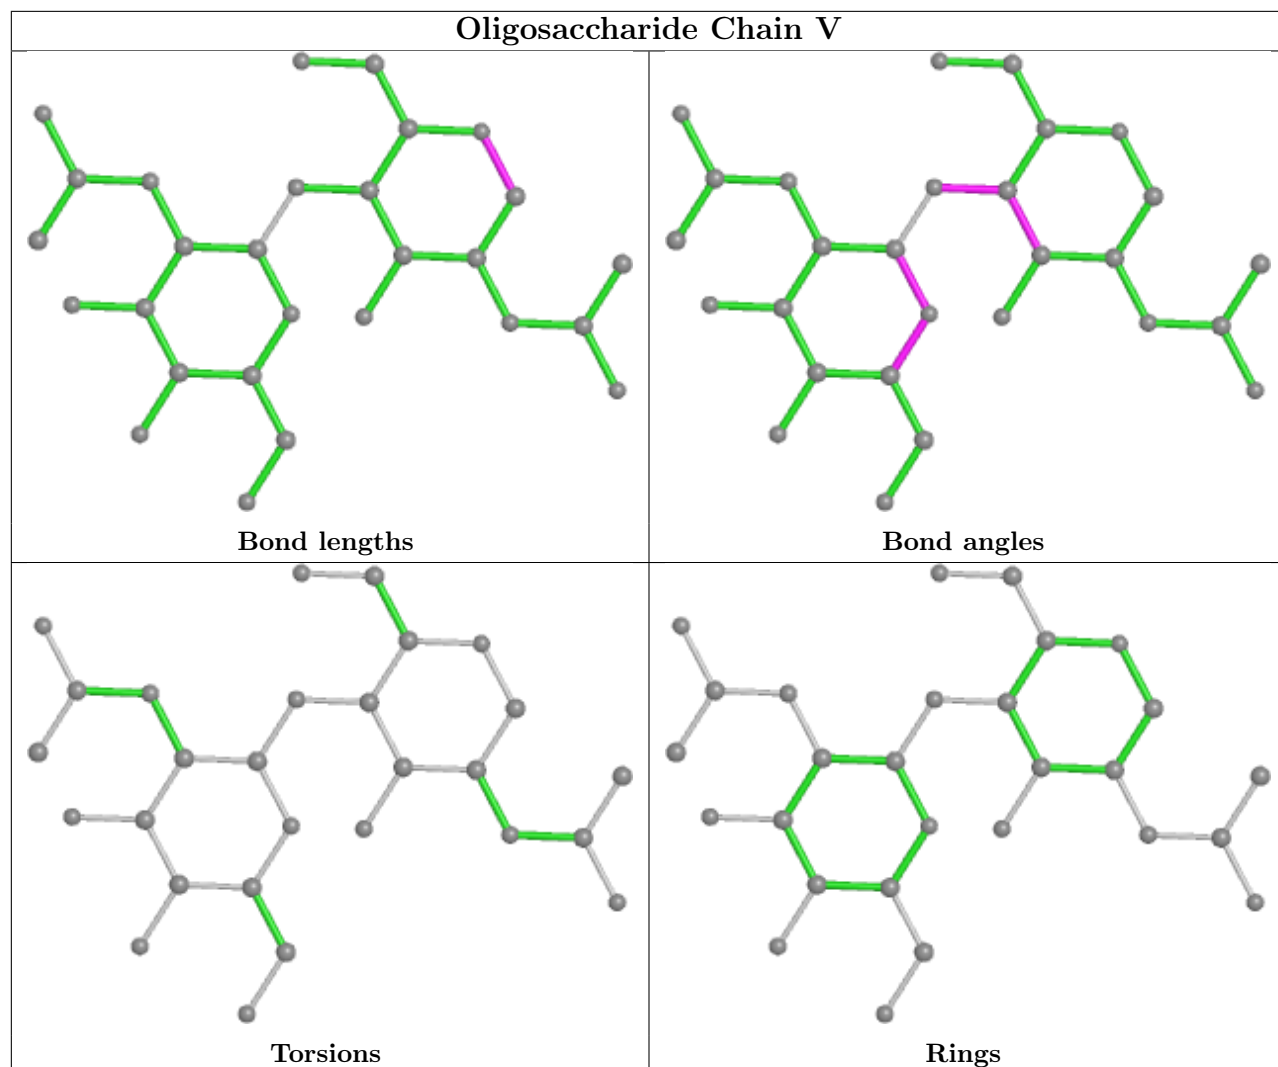 Oligosaccharide Chain V
Bond lengths
Bond angles
Torsions
Rings